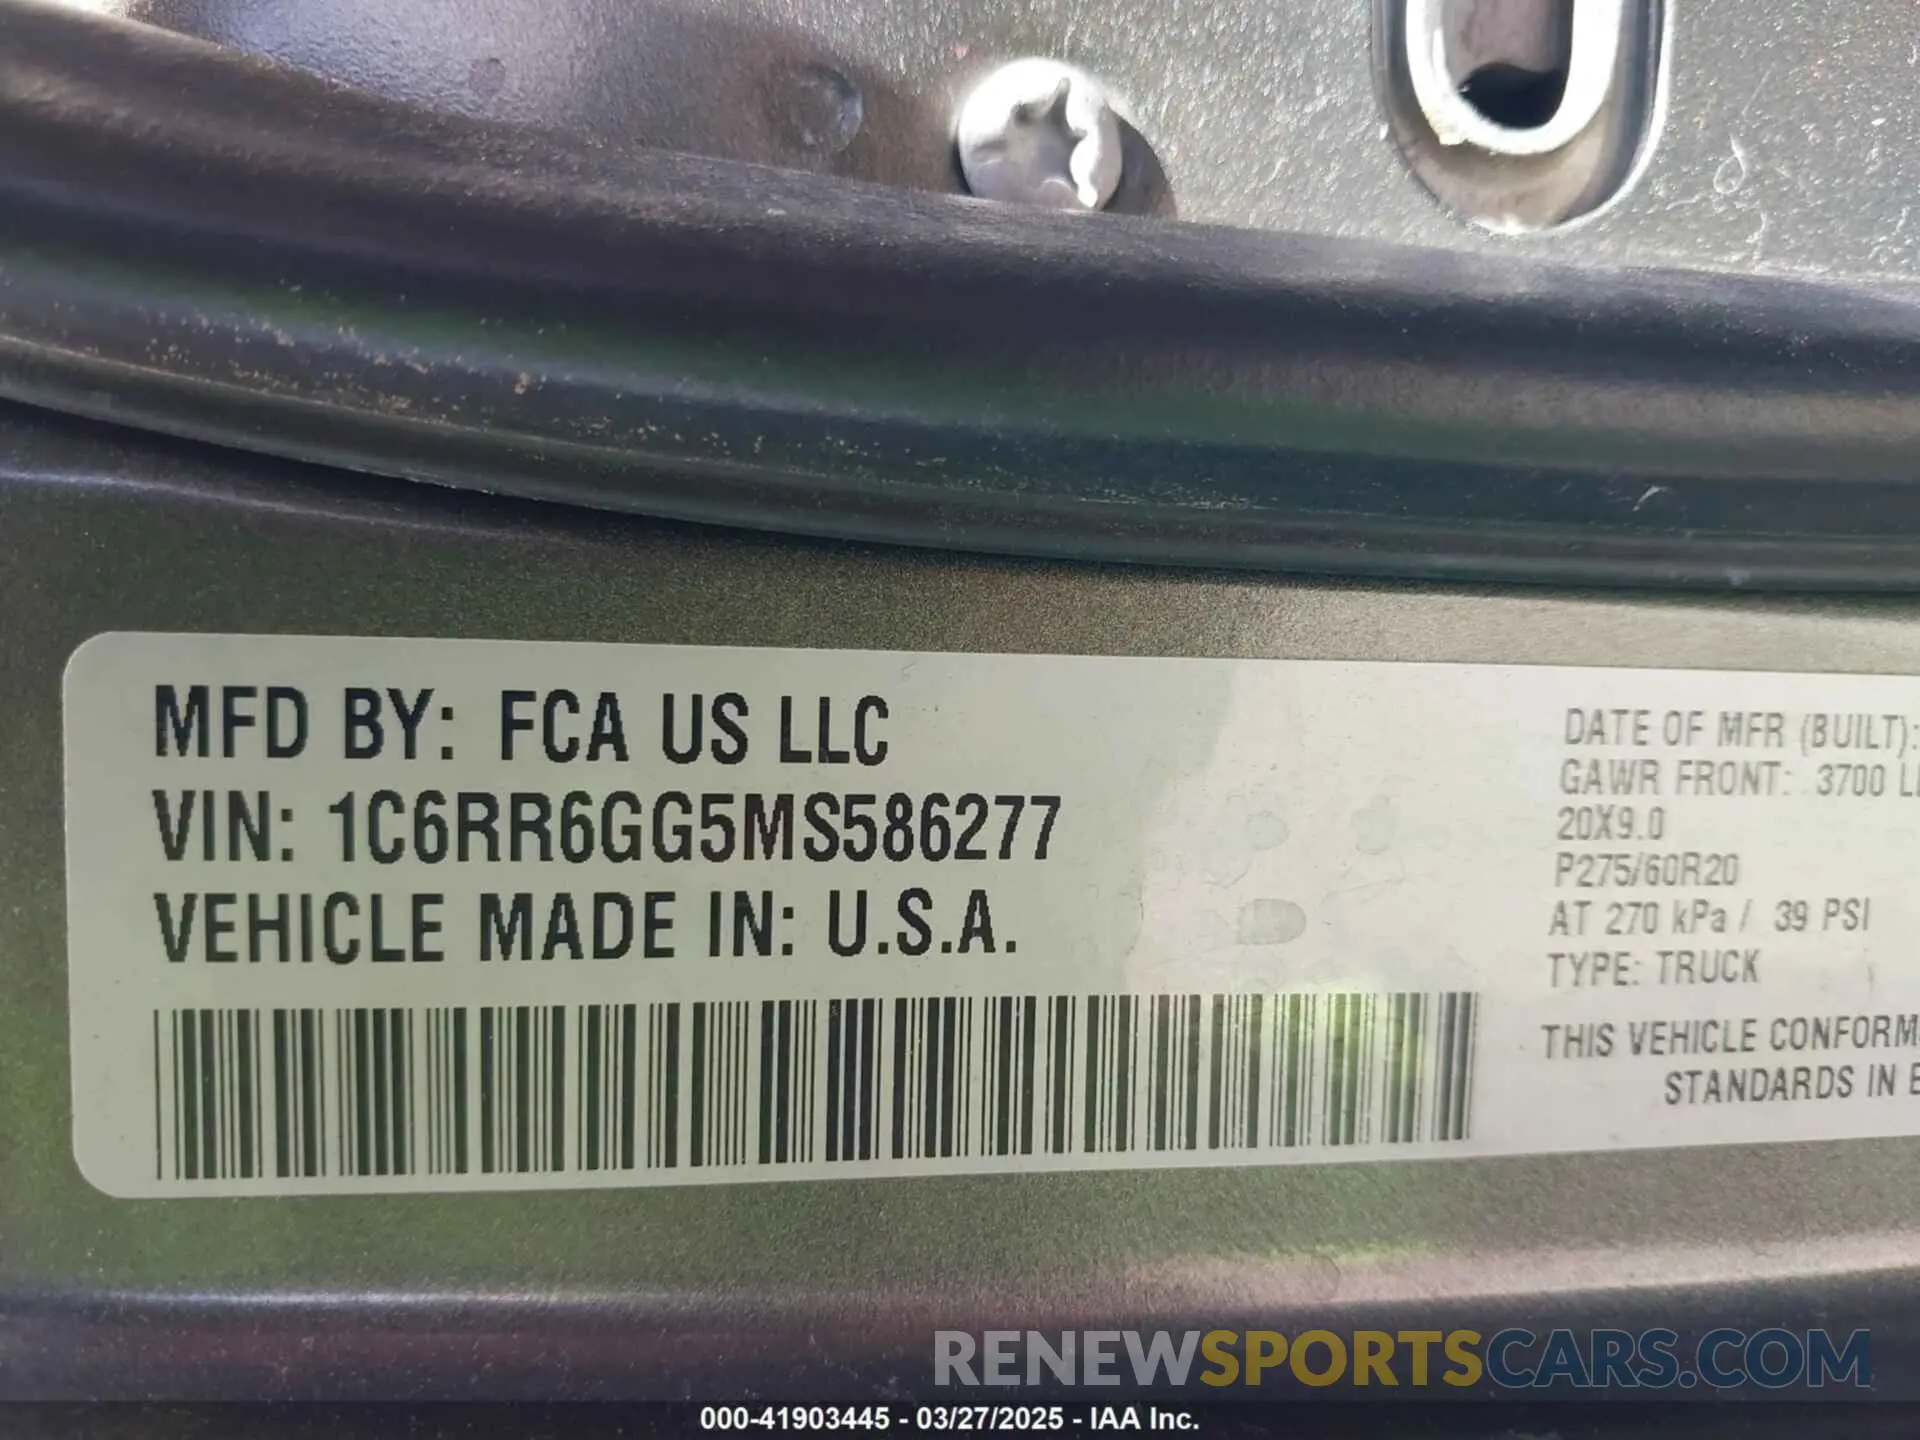 MFD BY: FCA US LLC
VIN: 1C6RR6GG5MS586277
VEHICLE MADE IN: U.S.A.
DATE OF MFR (BUILT):
GAWR FRONT: 3700
20X9.0
P275/60R20
AT 270 kPa / 39 PSI
TYPE: TRUCK
THIS VEHICLE CONFORM
STANDARDS IN
RENEWSPORTSCARS.COM
000-41903445 - 03/27/2025 - IAA Inc.